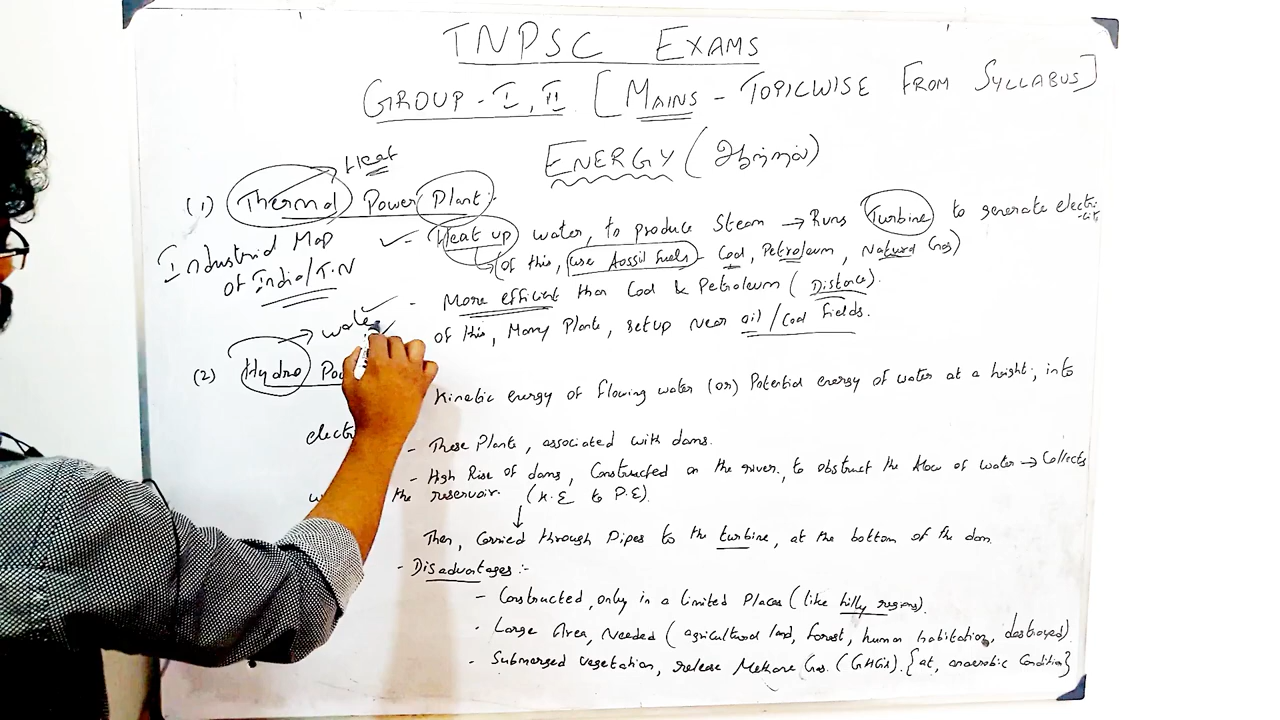 TNPSC EXAMS
GROUP - I, II [MAINS - TOPICWISE FROM SYLLABUS]
ENERGY (ஆற்றல்)
Heat
(1) Thermal Power Plant:
- Heat up water, to produce Steam → Runs Turbine to generate electri-
Industrial Map
of India/T.N
of this, (use fossil fuels - Coal, Petroleum, Natural Gas)
- More efficient than Coal & Petroleum (Distance).
of this, Many Plants, setup near oil / Coal fields.
water
(2) Hydro
Kinetic energy of flowing water (or) Potential energy of water at a height; into
electri
- These Plants, associated with dams.
- High Rise of dams, Constructed on the river, to obstruct the flow of water → Collects
the reservoir. (K.E to P.E).
Then, Carried through Pipes to the turbine, at the bottom of the dam
- Disadvantages :-
- Constructed, only in a limited Places (like hilly regions).
- Large Area, Needed (agricultural land, Forest, human habitation, destroyed).
- Submerged vegetation, release Methane Gas. {at, anaerobic Condition}